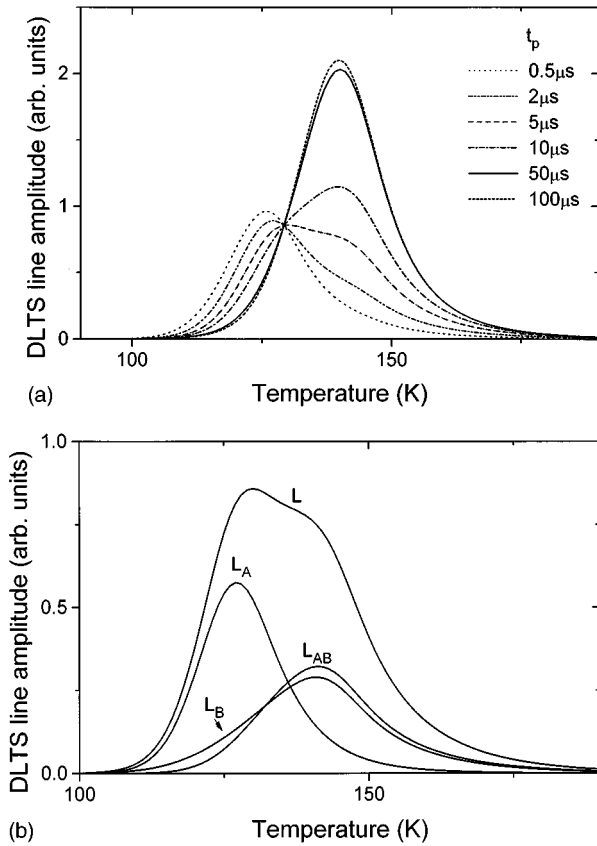 DLTS line amplitude (arb. units)
2
1
0
t_p
0.5μs
2μs
5μs
10μs
50μs
100μs
100
150
Temperature (K)
(a)
DLTS line amplitude (arb. units)
1.0
0.5
0.0
L
L_A
L_AB
L_B
100
150
Temperature (K)
(b)